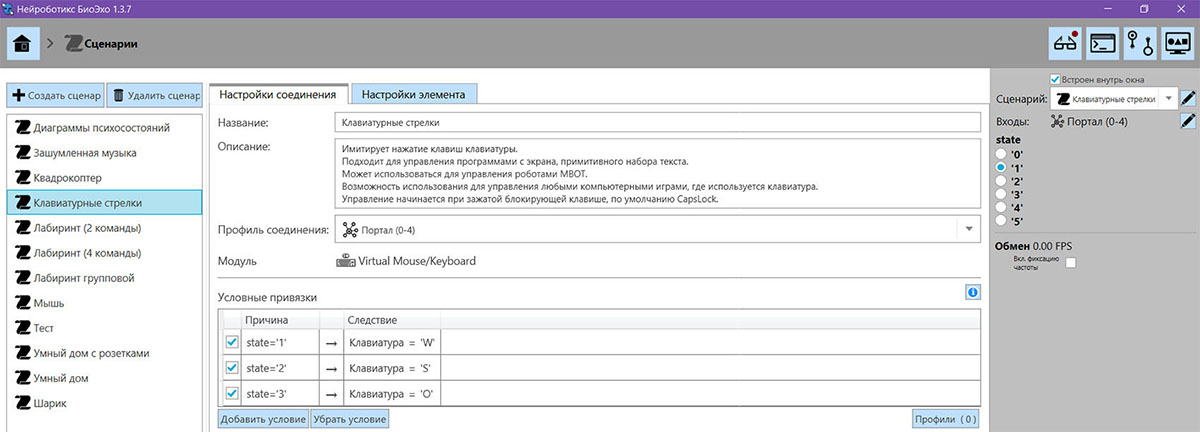 Нейроботикс БиоЭхо 1.3.7
Сценарии
Создать сценар
Удалить сценар
Диаграммы психосостояний
Зашумленная музыка
Квадрокоптер
Клавиатурные стрелки
Лабиринт (2 команды)
Лабиринт (4 команды)
Лабиринт групповой
Мышь
Тест
Умный дом с розетками
Умный дом
Шарик
Настройки соединения
Настройки элемента
Название:
Клавиатурные стрелки
Описание:
Имитирует нажатие клавиш клавиатуры.
Подходит для управления программами с экрана, примитивного набора текста.
Может использоваться для управления роботами MBOT.
Возможность использования для управления любыми компьютерными играми, где используется клавиатура.
Управление начинается при зажатой блокирующей клавише, по умолчанию CapsLock.
Профиль соединения:
Портал (0-4)
Модуль
Virtual Mouse/Keyboard
Условные привязки
Причина Следствие
state='1' → Клавиатура = 'W'
state='2' → Клавиатура = 'S'
state='3' → Клавиатура = 'O'
Добавить условие
Убрать условие
Профили ( 0 )
Встроен внутрь окна
Сценарий: Клавиатурные стрелки
Входы: Портал (0-4)
state
'0'
'1'
'2'
'3'
'4'
'5'
Обмен 0.00 FPS
Вкл. фиксацию
частоты